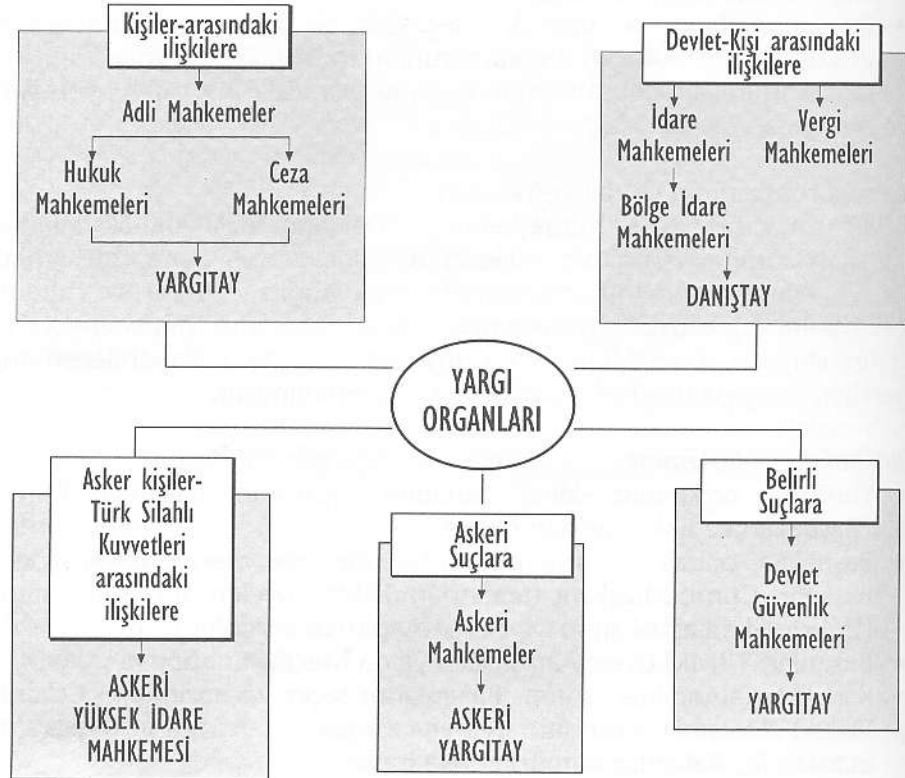 Kişiler-arasındaki
ilişkilere
Adli Mahkemeler
Hukuk
Mahkemeleri
Ceza
Mahkemeleri
YARGITAY
Devlet-Kişi arasındaki
ilişkilere
İdare
Mahkemeleri
Vergi
Mahkemeleri
Bölge İdare
Mahkemeleri
DANIŞTAY
YARGI
ORGANLARI
Asker kişiler-
Türk Silahlı
Kuvvetleri
arasındaki
ilişkilere
ASKERİ
YÜKSEK İDARE
MAHKEMESİ
Askeri
Suçlara
Askeri
Mahkemeler
ASKERİ
YARGITAY
Belirli
Suçlara
Devlet
Güvenlik
Mahkemeleri
YARGITAY